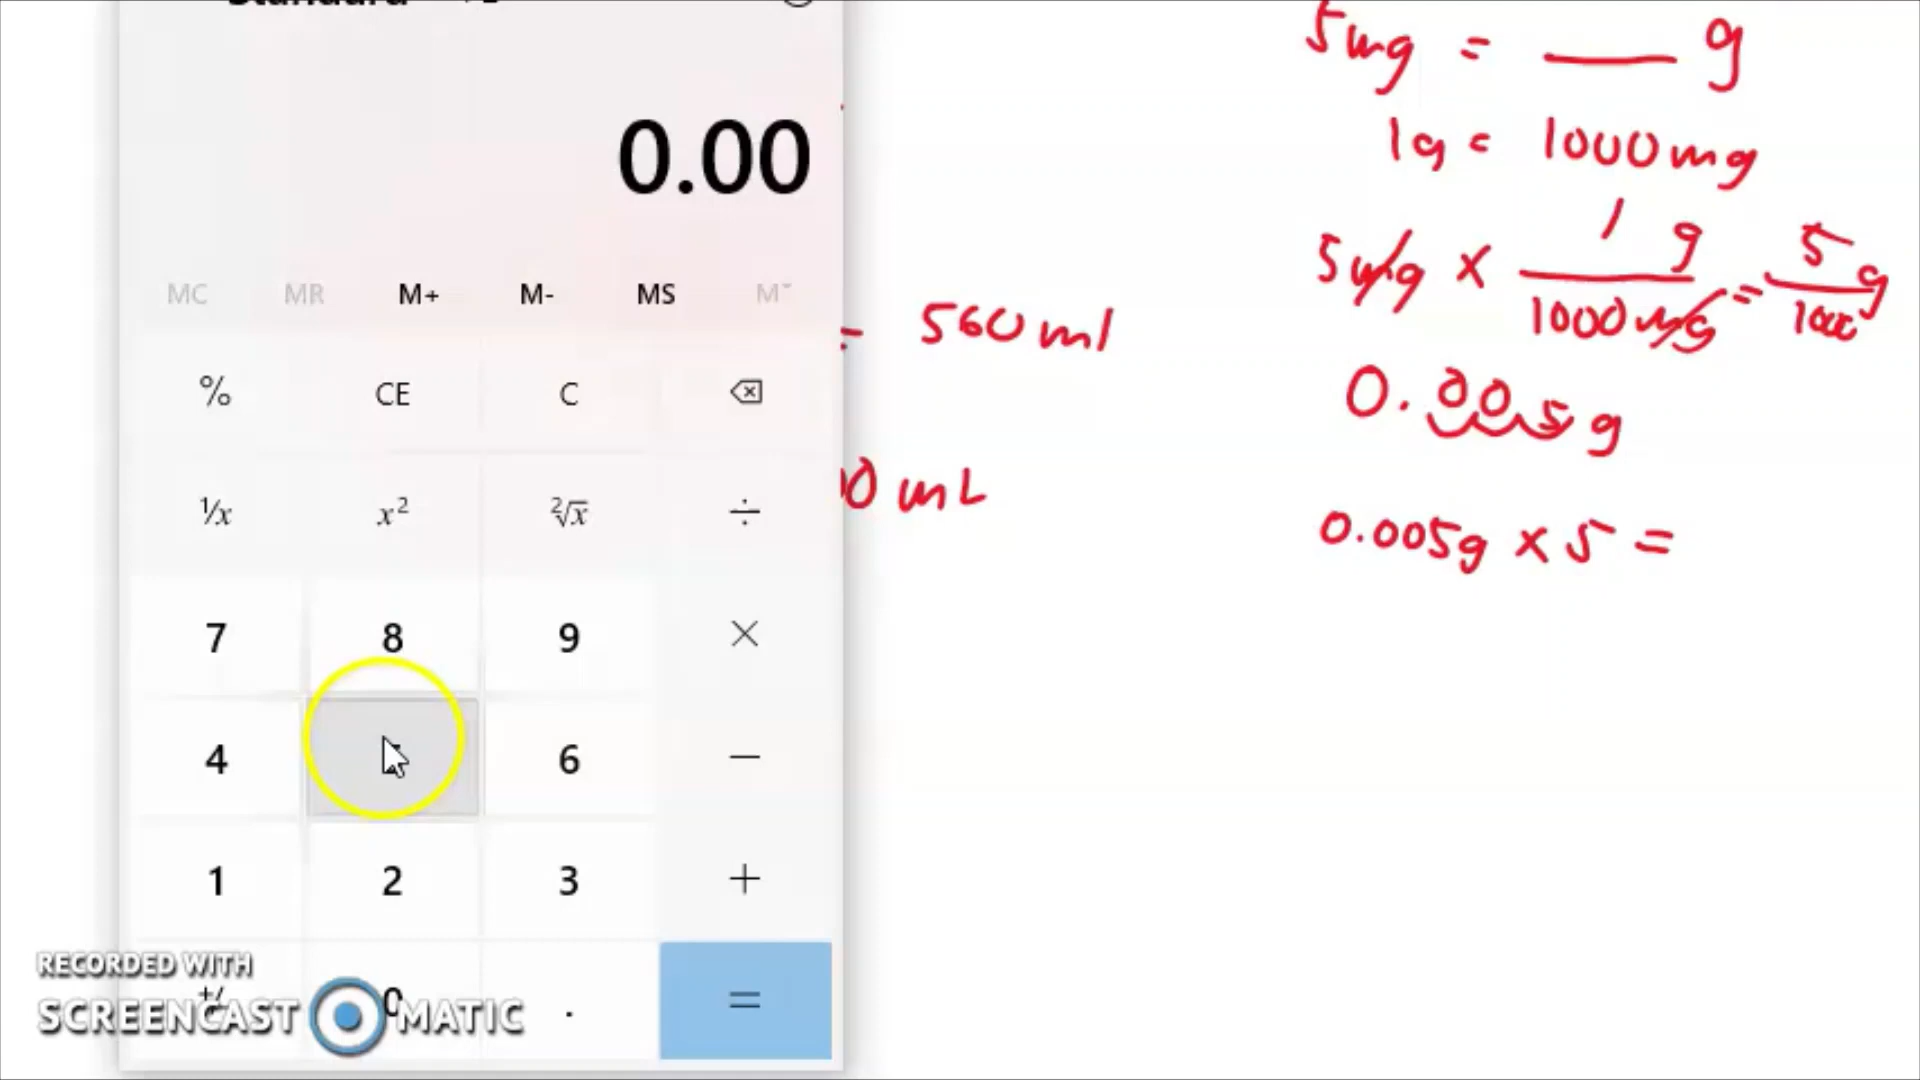 0.00
MC MR M+ M- MS M˅
% CE C
⅟x x² ²√x ÷
7 8 9 ×
4 6 −
1 2 3 +
+/ 0 . =
RECORDED WITH
SCREENCAST MATIC
= 560 ml
0 mL
5mg = ___ g
1g = 1000mg
5mg x 1 g / 1000mg = 5 / 1000 g
0.005g
0.005g x 5 =